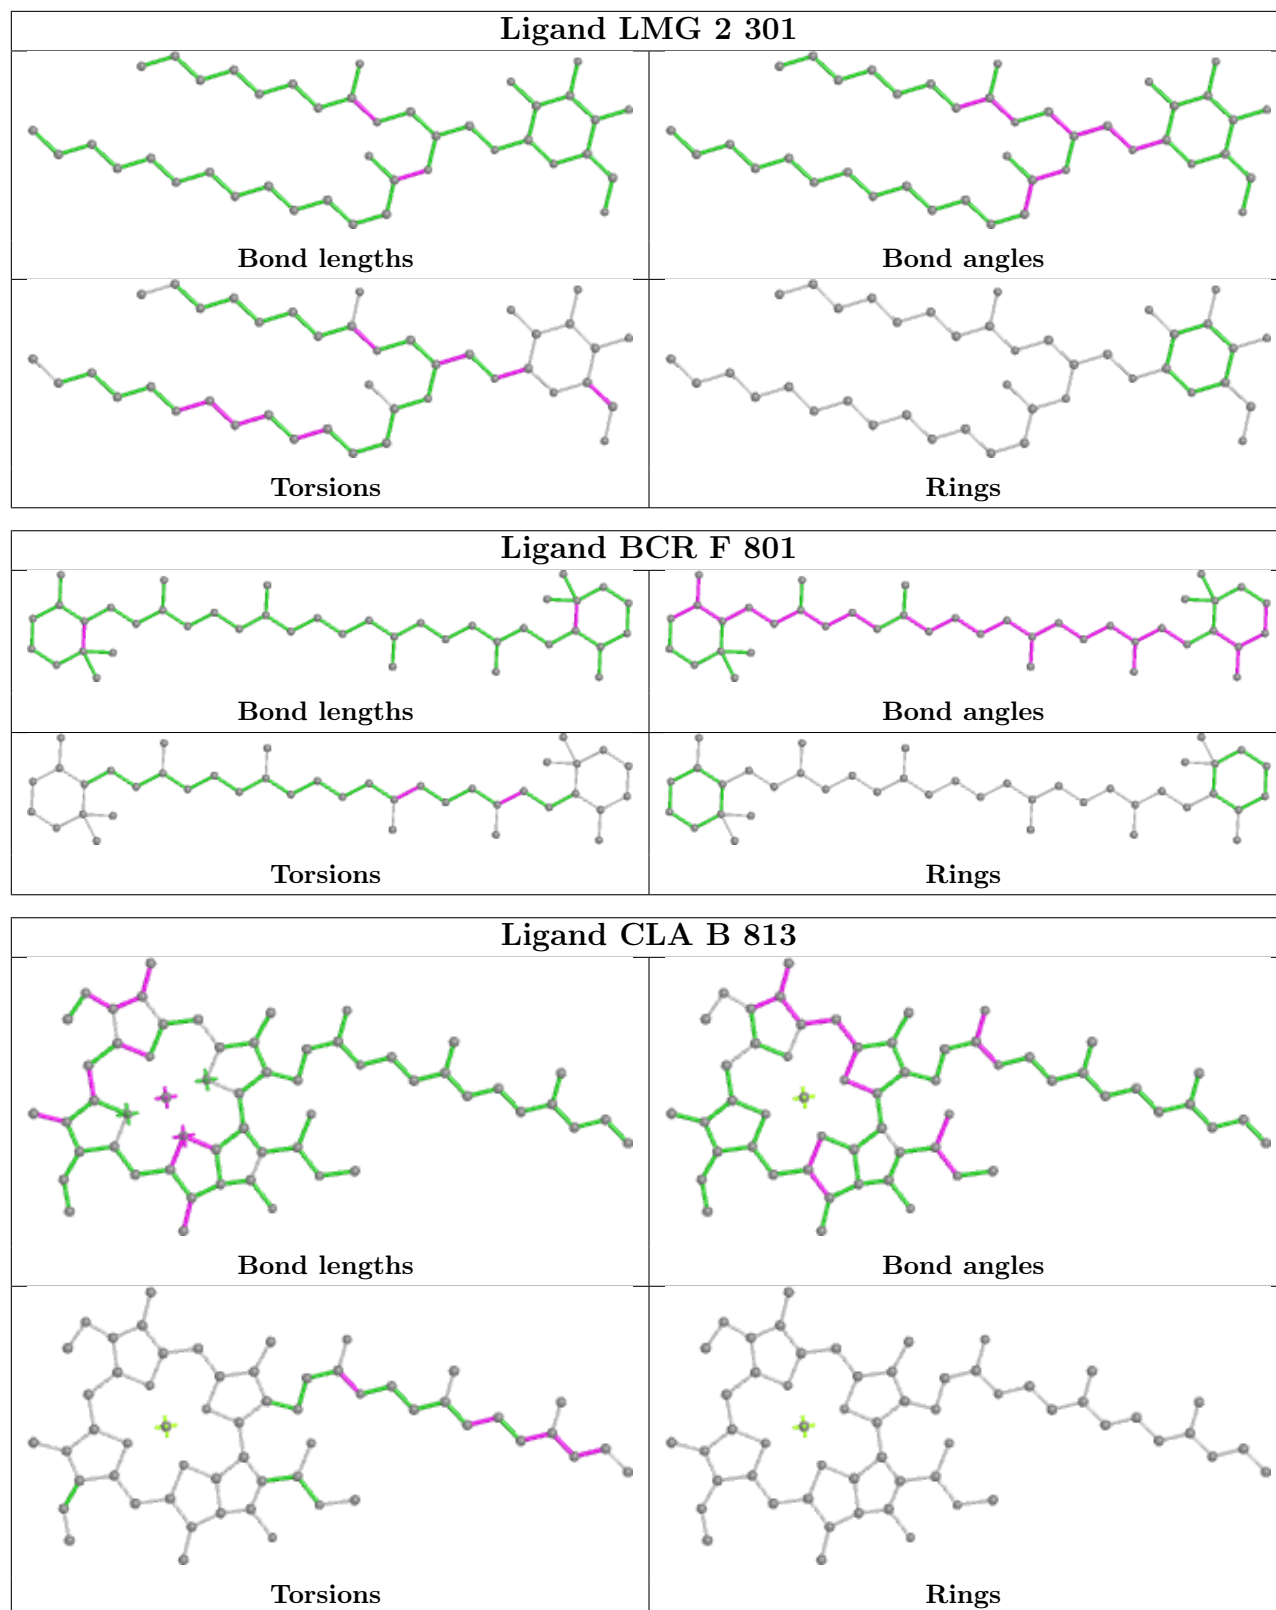 Ligand LMG 2 301
Bond lengths
Bond angles
Torsions
Rings
Ligand BCR F 801
Bond lengths
Bond angles
Torsions
Rings
Ligand CLA B 813
Bond lengths
Bond angles
Torsions
Rings